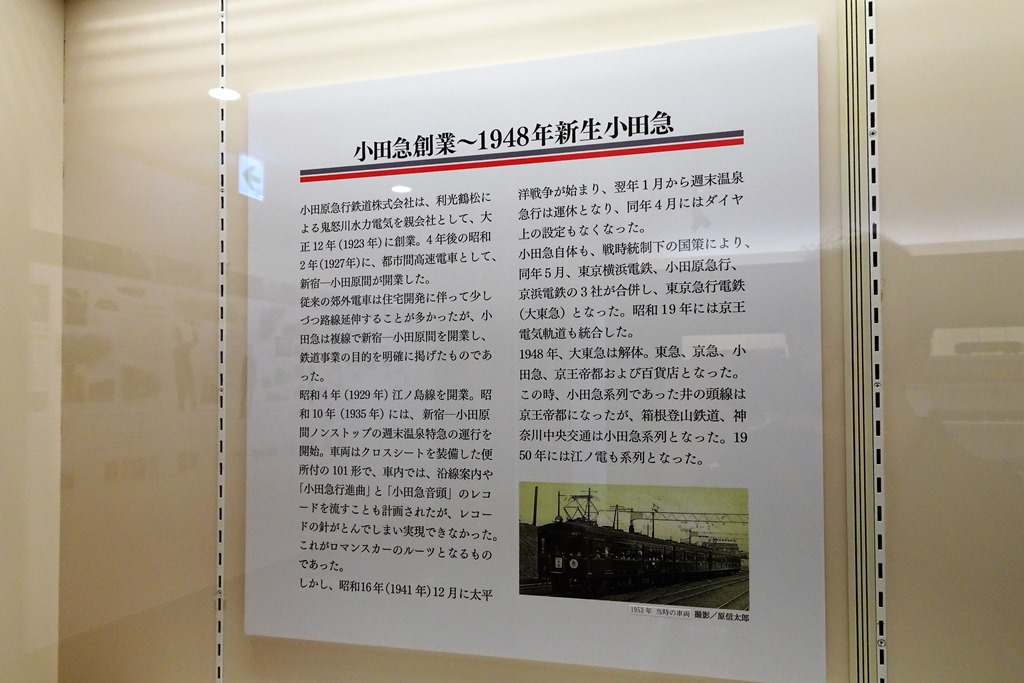 小田急創業～1948年新生小田急
小田原急行鉄道株式会社は、利光鶴松に
よる鬼怒川水力電気を親会社として、大
正12年(1923年)に創業。4年後の昭和
2年(1927年)に、都市間高速電車として、
新宿―小田原間が開業した。
従来の郊外電車は住宅開発に伴って少し
づつ路線延伸することが多かったが、小
田急は複線で新宿―小田原間を開業し、
鉄道事業の目的を明確に掲げたものであ
った。
昭和4年(1929年)江ノ島線を開業。昭
和10年(1935年)には、新宿―小田原
間ノンストップの週末温泉特急の運行を
開始。車両はクロスシートを装備した便
所付の101形で、車内では、沿線案内や
「小田急行進曲」と「小田急音頭」のレコ
ードを流すことも計画されたが、レコー
ドの針がとんでしまい実現できなかった。
これがロマンスカーのルーツとなるもの
であった。
しかし、昭和16年(1941年)12月に太平
洋戦争が始まり、翌年1月から週末温泉
急行は運休となり、同年4月にはダイヤ
上の設定もなくなった。
小田急自体も、戦時統制下の国策により、
同年5月、東京横浜電鉄、小田原急行、
京浜電鉄の3社が合併し、東京急行電鉄
(大東急)となった。昭和19年には京王
電気軌道も統合した。
1948年、大東急は解体。東急、京急、小
田急、京王帝都および百貨店となった。
この時、小田急系列であった井の頭線は
京王帝都になったが、箱根登山鉄道、神
奈川中央交通は小田急系列となった。19
50年には江ノ電も系列となった。
1953年 当時の車両 撮影／原信太郎